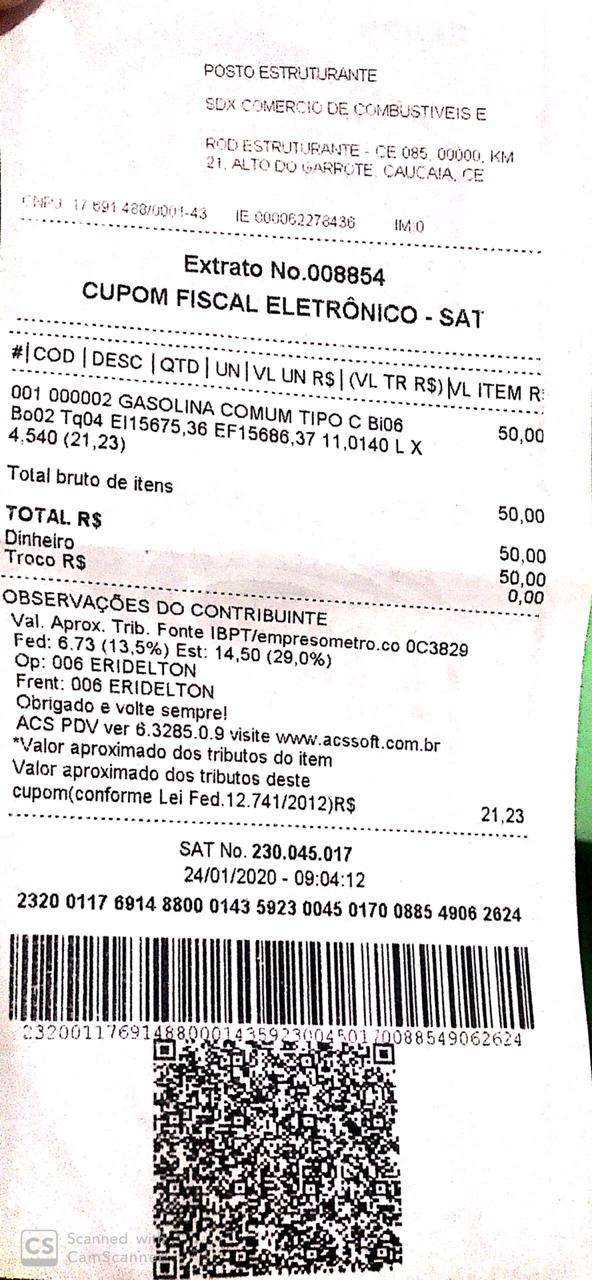 POSTO ESTRUTURANTE
SDX COMERCIO DE COMBUSTIVEIS E
ROD ESTRUTURANTE - CE 085, 00000, KM
21, ALTO DO GARROTE, CAUCAIA, CE
CNPJ 17 691 488/0001-43 IE 000062278436 IM:0
Extrato No.008854
CUPOM FISCAL ELETRÔNICO - SAT
#|COD |DESC |QTD|UN|VL UN R$|(VL TR R$)|VL ITEM R
001 000002 GASOLINA COMUM TIPO C Bi06
Bo02 Tq04 EI15675,36 EF15686,37 11,0140 L X 50,00
4,540 (21,23)
Total bruto de itens 50,00
TOTAL R$ 50,00
Dinheiro 50,00
Troco R$ 0,00
OBSERVAÇÕES DO CONTRIBUINTE
Val. Aprox. Trib. Fonte IBPT/empresometro.co 0C3829
Fed: 6.73 (13,5%) Est: 14,50 (29,0%)
Op: 006 ERIDELTON
Frent: 006 ERIDELTON
Obrigado e volte sempre!
ACS PDV ver 6.3285.0.9 visite www.acssoft.com.br
*Valor aproximado dos tributos do item
Valor aproximado dos tributos deste
cupom(conforme Lei Fed.12.741/2012)R$ 21,23
SAT No. 230.045.017
24/01/2020 - 09:04:12
2320 0117 6914 8800 0143 5923 0045 0170 0885 4906 2624
23200117691488000143592300450170088549062624
CS Scanned with
CamScanner